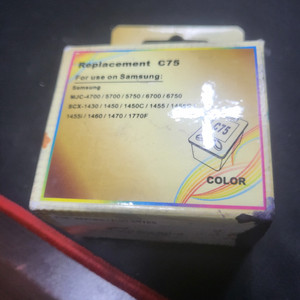 Replacement C75
For use on Samsung:
Samsung
MJC-4700 / 5700 / 5750 / 6700 / 6750
SCX-1430 / 1450 / 1450C / 1455 /
1455i / 1460 / 1470 / 1770F
C75
COLOR